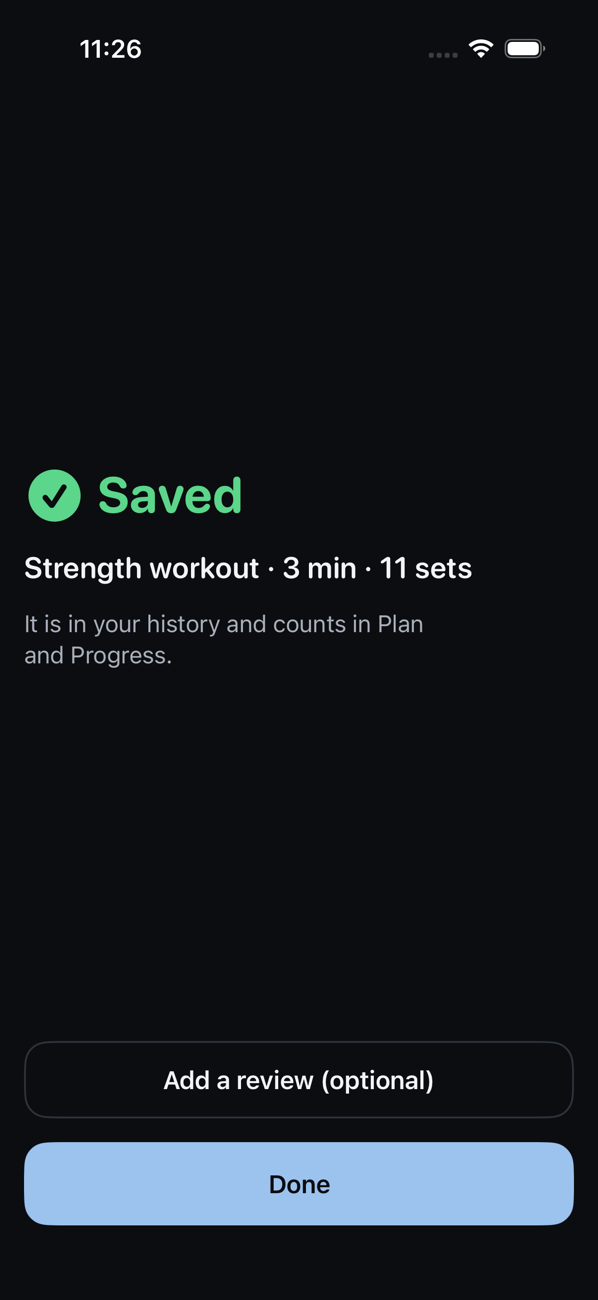 11:26
Saved
Strength workout · 3 min · 11 sets
It is in your history and counts in Plan
and Progress.
Add a review (optional)
Done